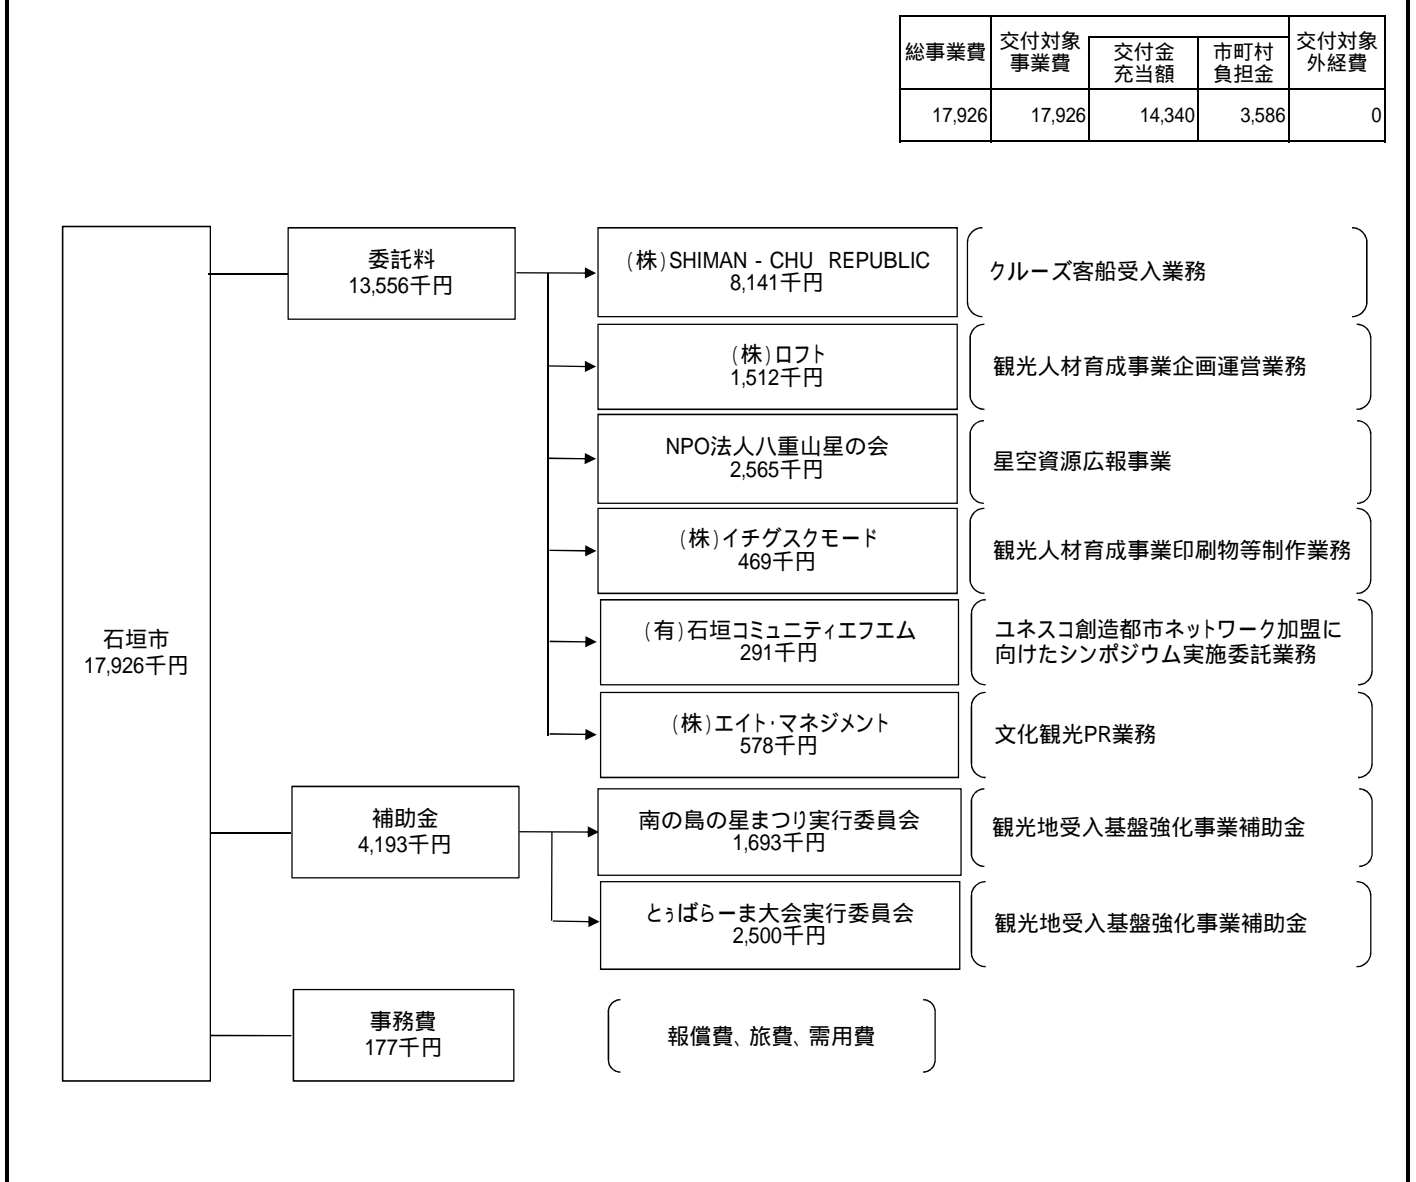 総事業費
交付対象
事業費
交付金
充当額
市町村
負担金
交付対象
外経費
17,926
17,926
14,340
3,586
0
石垣市
17,926千円
委託料
13,556千円
(株)SHIMAN - CHU REPUBLIC
8,141千円
クルーズ客船受入業務
(株)ロフト
1,512千円
観光人材育成事業企画運営業務
NPO法人八重山星の会
2,565千円
星空資源広報事業
(株)イチグスクモード
469千円
観光人材育成事業印刷物等制作業務
(有)石垣コミュニティエフエム
291千円
ユネスコ創造都市ネットワーク加盟に
向けたシンポジウム実施委託業務
(株)エイト・マネジメント
578千円
文化観光PR業務
補助金
4,193千円
南の島の星まつり実行委員会
1,693千円
観光地受入基盤強化事業補助金
とぅばらーま大会実行委員会
2,500千円
観光地受入基盤強化事業補助金
事務費
177千円
報償費、旅費、需用費